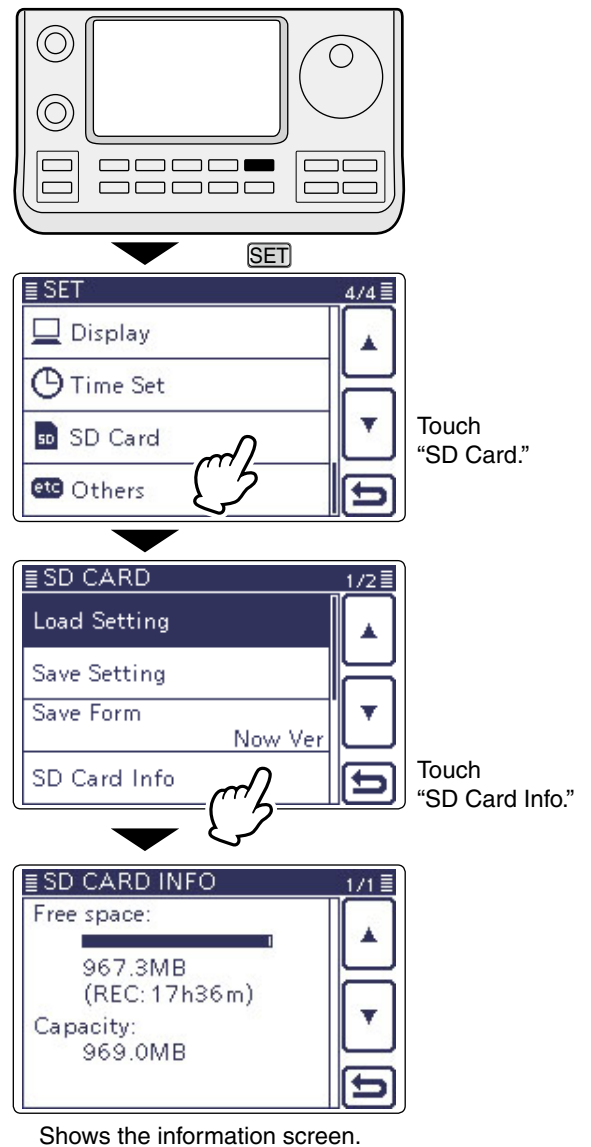 SET
SET 4/4
Display
Time Set
SD SD Card
etc Others
Touch
“SD Card.”
SD CARD 1/2
Load Setting
Save Setting
Save Form
Now Ver
SD Card Info
Touch
“SD Card Info.”
SD CARD INFO 1/1
Free space:
967.3MB
(REC: 17h36m)
Capacity:
969.0MB
Shows the information screen.